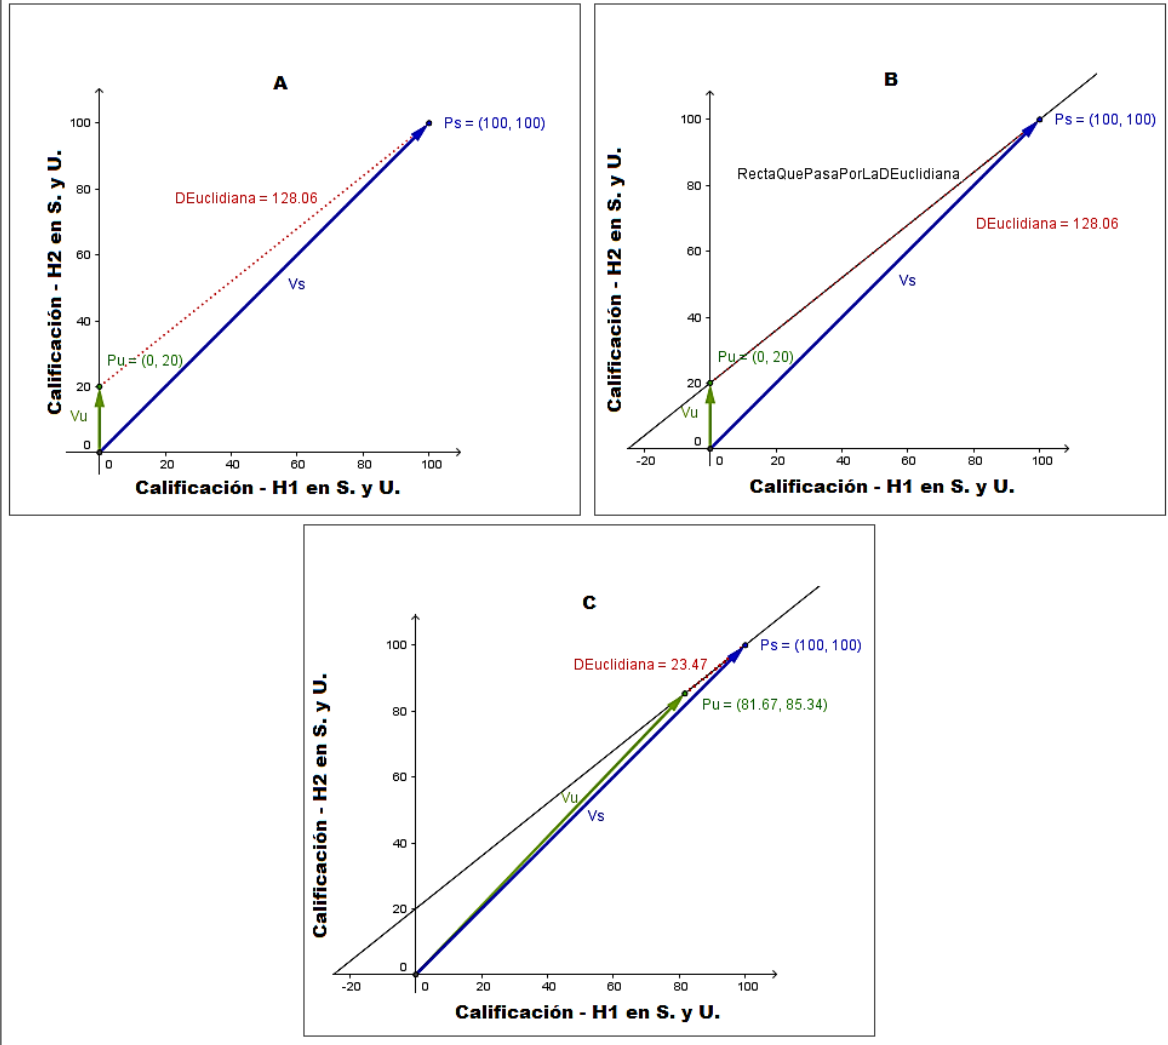 A
100
80
60
40
20
0
0
20
40
60
80
100
Ps = (100, 100)
DEuclidiana = 128.06
Vs
Pu = (0, 20)
Vu
Calificación - H2 en S. y U.
Calificación - H1 en S. y U.
B
100
80
60
40
20
0
-20
0
20
40
60
80
100
Ps = (100, 100)
RectaQuePasaPorLaDEuclidiana
DEuclidiana = 128.06
Vs
Pu = (0, 20)
Vu
Calificación - H2 en S. y U.
Calificación - H1 en S. y U.
C
100
80
60
40
20
0
-20
0
20
40
60
80
100
Ps = (100, 100)
DEuclidiana = 23.47
Pu = (81.67, 85.34)
Vu
Vs
Calificación - H2 en S. y U.
Calificación - H1 en S. y U.